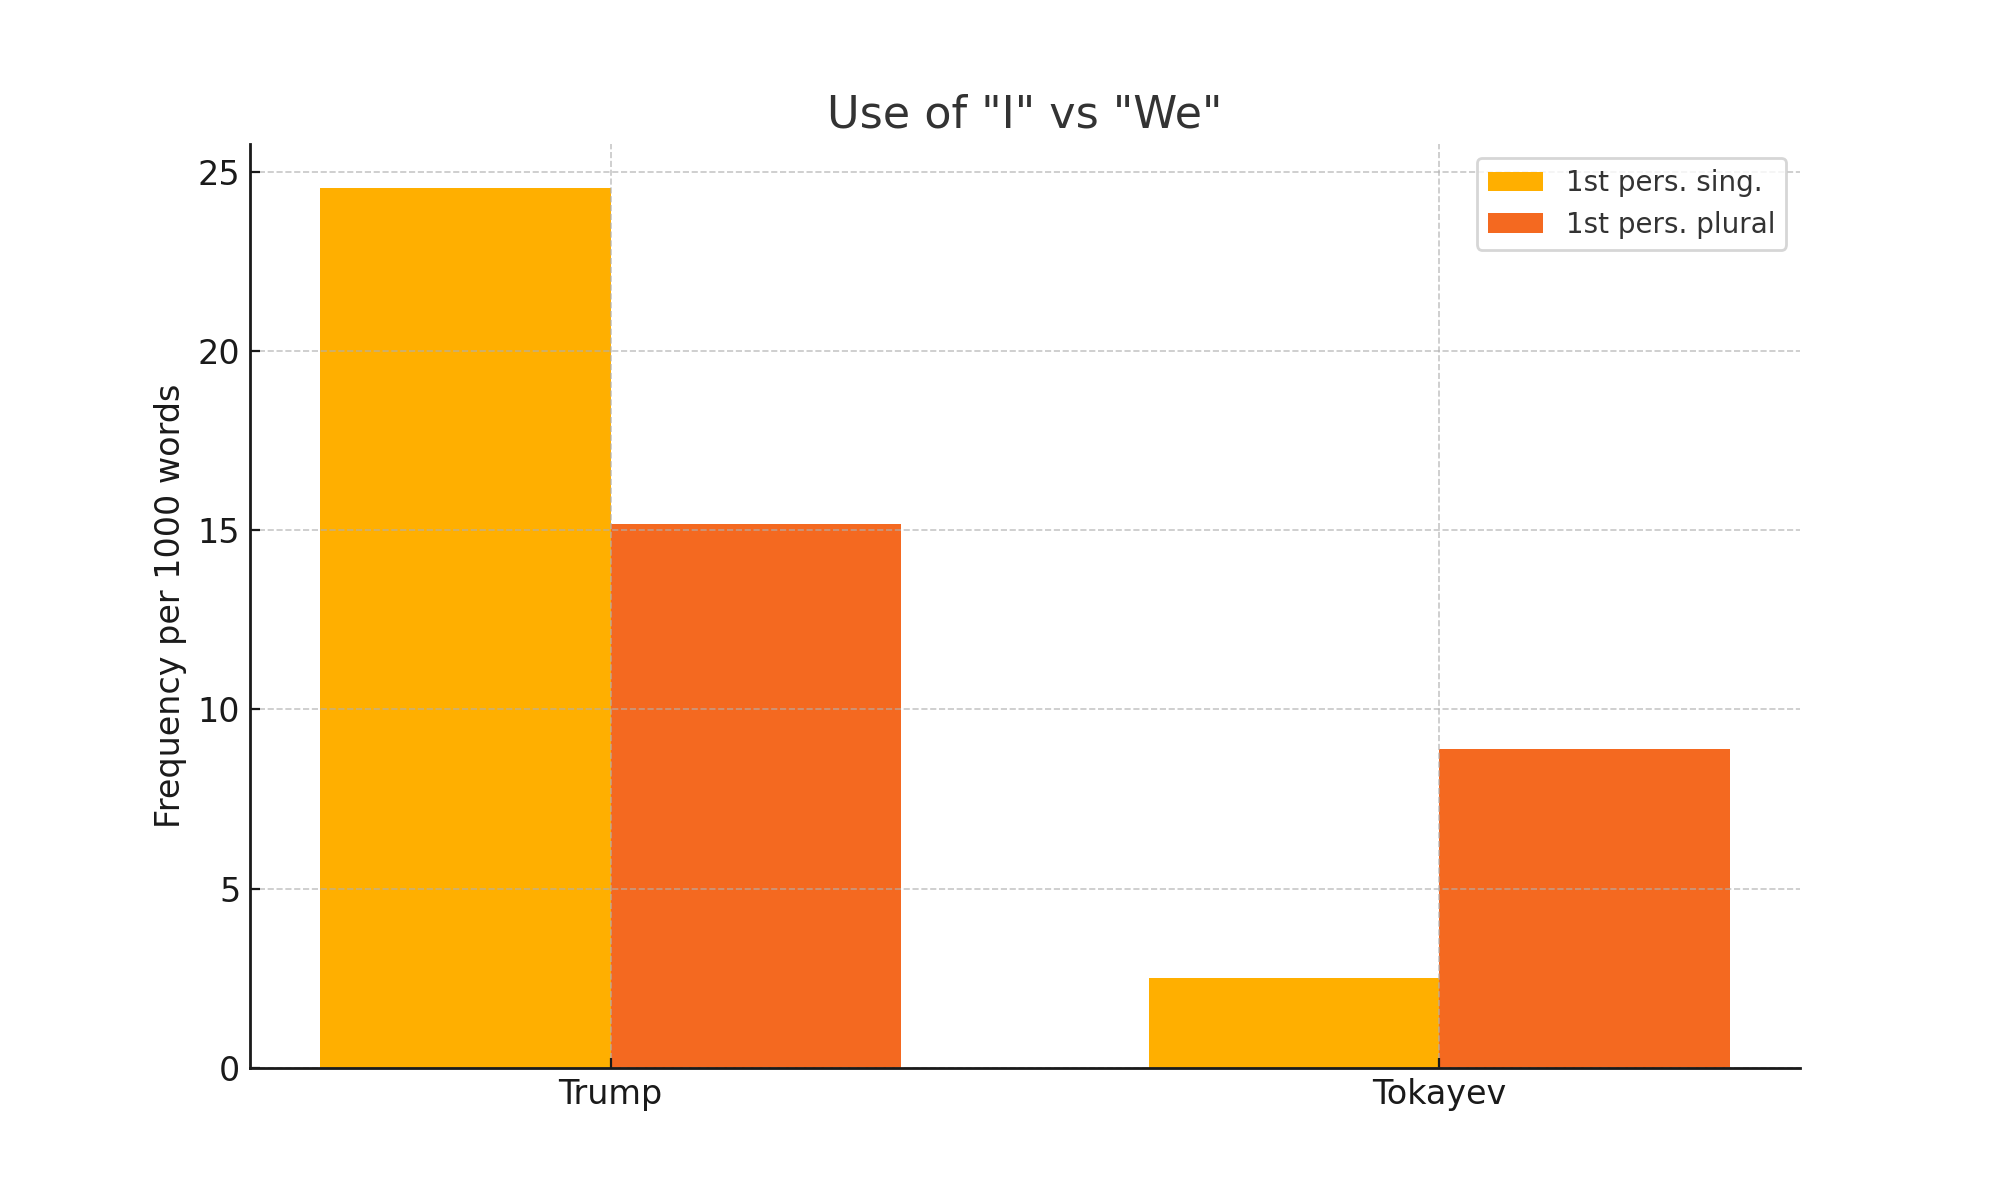 Use of "I" vs "We"
25
20
15
10
5
0
Frequency per 1000 words
1st pers. sing.
1st pers. plural
Trump
Tokayev